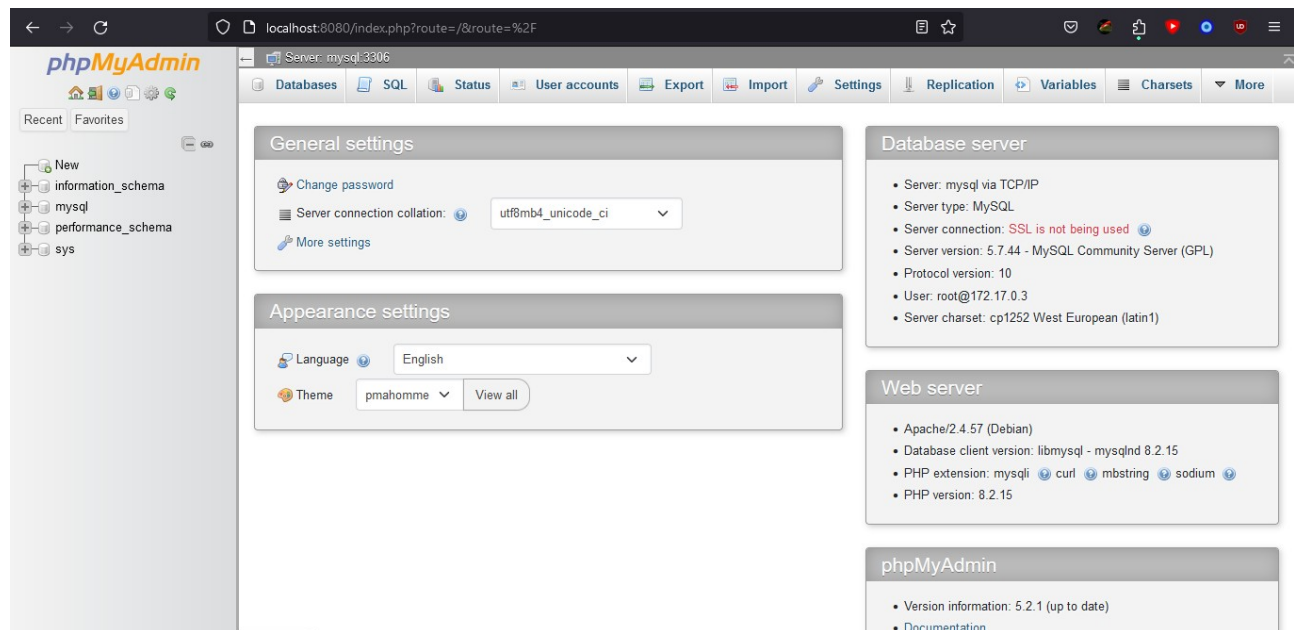 localhost:8080/index.php?route=/&route=%2F
phpMyAdmin
Recent Favorites
New
information_schema
mysql
performance_schema
sys
Server: mysql:3306
Databases SQL Status User accounts Export Import Settings Replication Variables Charsets More
General settings
Change password
Server connection collation: utf8mb4_unicode_ci
More settings
Appearance settings
Language English
Theme pmahomme View all
Database server
Server: mysql via TCP/IP
Server type: MySQL
Server connection: SSL is not being used
Server version: 5.7.44 - MySQL Community Server (GPL)
Protocol version: 10
User: root@172.17.0.3
Server charset: cp1252 West European (latin1)
Web server
Apache/2.4.57 (Debian)
Database client version: libmysql - mysqlnd 8.2.15
PHP extension: mysqli curl mbstring sodium
PHP version: 8.2.15
phpMyAdmin
Version information: 5.2.1 (up to date)
Documentation